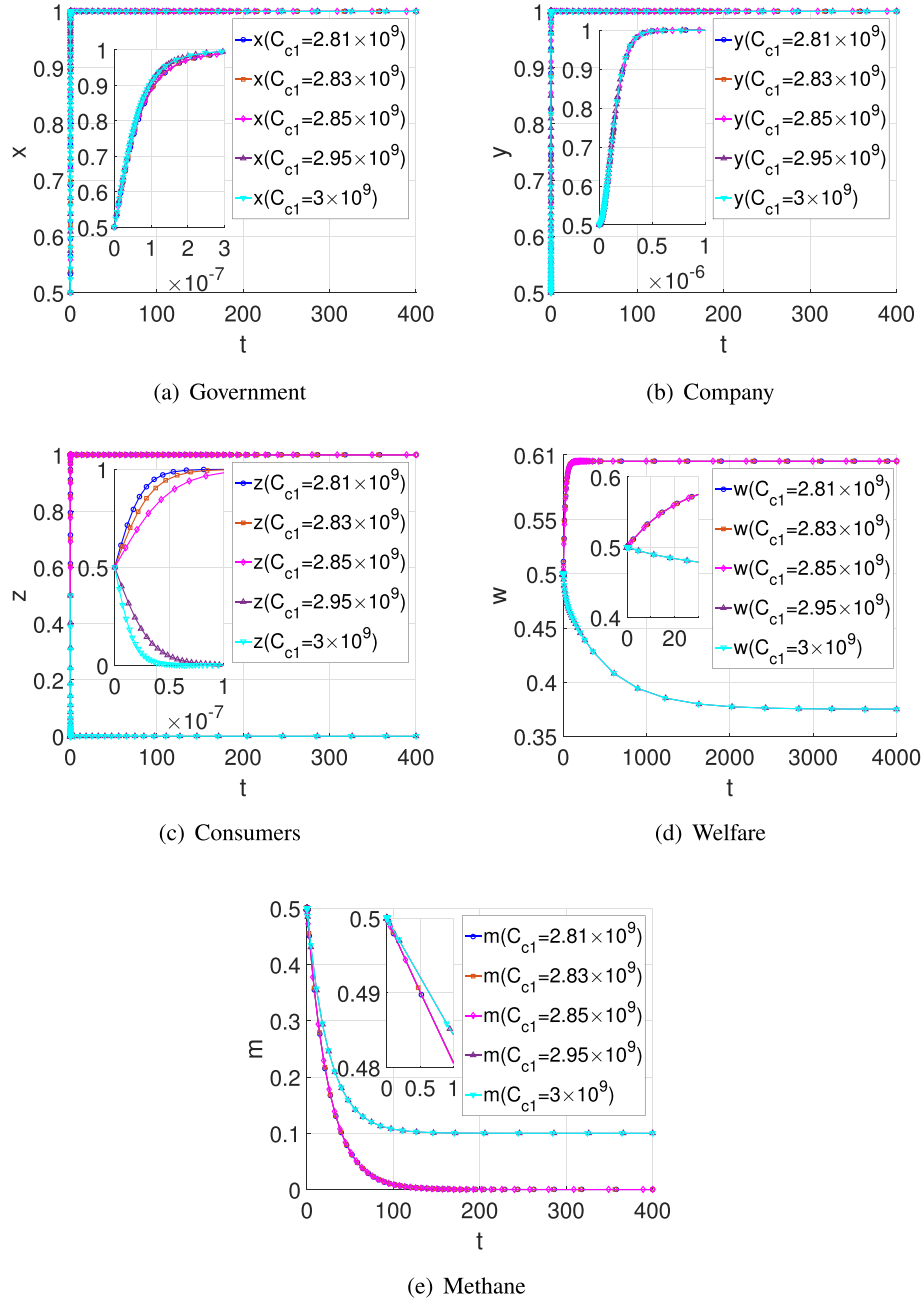 1
0.9
0.8
0.7
0.6
0.5
x
0 100 200 300 400
t
1
0.9
0.8
0.7
0.6
0.5
0 1 2 3
×10⁻⁷
x(C_c1=2.81×10⁹)
x(C_c1=2.83×10⁹)
x(C_c1=2.85×10⁹)
x(C_c1=2.95×10⁹)
x(C_c1=3×10⁹)
(a) Government
1
0.9
0.8
0.7
0.6
0.5
y
0 100 200 300 400
t
1
0.9
0.8
0.7
0.6
0.5
0 0.5 1
×10⁻⁶
y(C_c1=2.81×10⁹)
y(C_c1=2.83×10⁹)
y(C_c1=2.85×10⁹)
y(C_c1=2.95×10⁹)
y(C_c1=3×10⁹)
(b) Company
1
0.8
0.6
0.4
0.2
0
z
0 100 200 300 400
t
1
0.5
0
0 0.5 1
×10⁻⁷
z(C_c1=2.81×10⁹)
z(C_c1=2.83×10⁹)
z(C_c1=2.85×10⁹)
z(C_c1=2.95×10⁹)
z(C_c1=3×10⁹)
(c) Consumers
0.61
0.55
0.5
0.45
0.4
0.35
w
0 1000 2000 3000 4000
t
0.6
0.5
0.4
0 20
w(C_c1=2.81×10⁹)
w(C_c1=2.83×10⁹)
w(C_c1=2.85×10⁹)
w(C_c1=2.95×10⁹)
w(C_c1=3×10⁹)
(d) Welfare
0.5
0.4
0.3
0.2
0.1
0
m
0 100 200 300 400
t
0.5
0.49
0.48
0 0.5 1
m(C_c1=2.81×10⁹)
m(C_c1=2.83×10⁹)
m(C_c1=2.85×10⁹)
m(C_c1=2.95×10⁹)
m(C_c1=3×10⁹)
(e) Methane